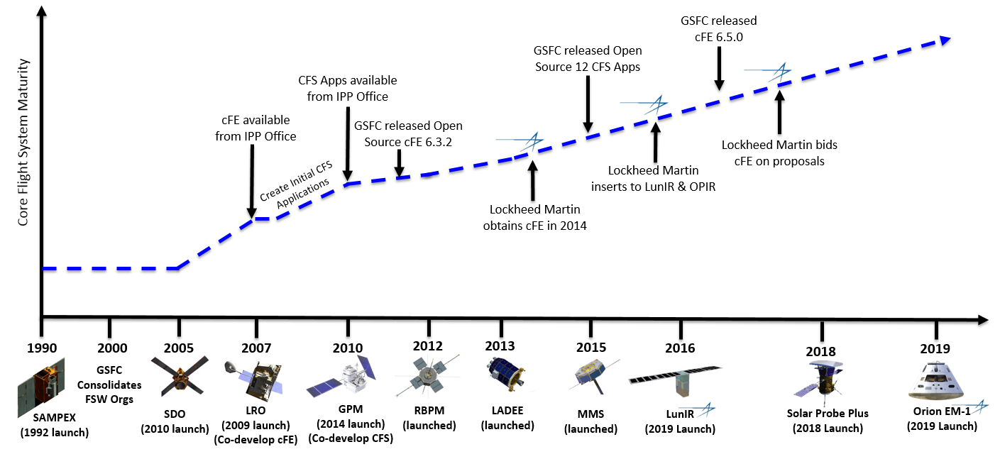 Core Flight System Maturity
cFE available
from IPP Office
Create Initial CFS
Applications
CFS Apps available
from IPP Office
GSFC released Open
Source cFE 6.3.2
Lockheed Martin
obtains cFE in 2014
GSFC released Open
Source 12 CFS Apps
Lockheed Martin
inserts to LunIR & OPIR
GSFC released
cFE 6.5.0
Lockheed Martin bids
cFE on proposals
1990
SAMPEX
(1992 launch)
2000
GSFC
Consolidates
FSW Orgs
2005
SDO
(2010 launch)
2007
LRO
(2009 launch)
(Co-develop cFE)
2010
GPM
(2014 launch)
(Co-develop CFS)
2012
RBPM
(launched)
2013
LADEE
(launched)
2015
MMS
(launched)
2016
LunIR
(2019 Launch)
2018
Solar Probe Plus
(2018 Launch)
2019
Orion EM-1
(2019 Launch)